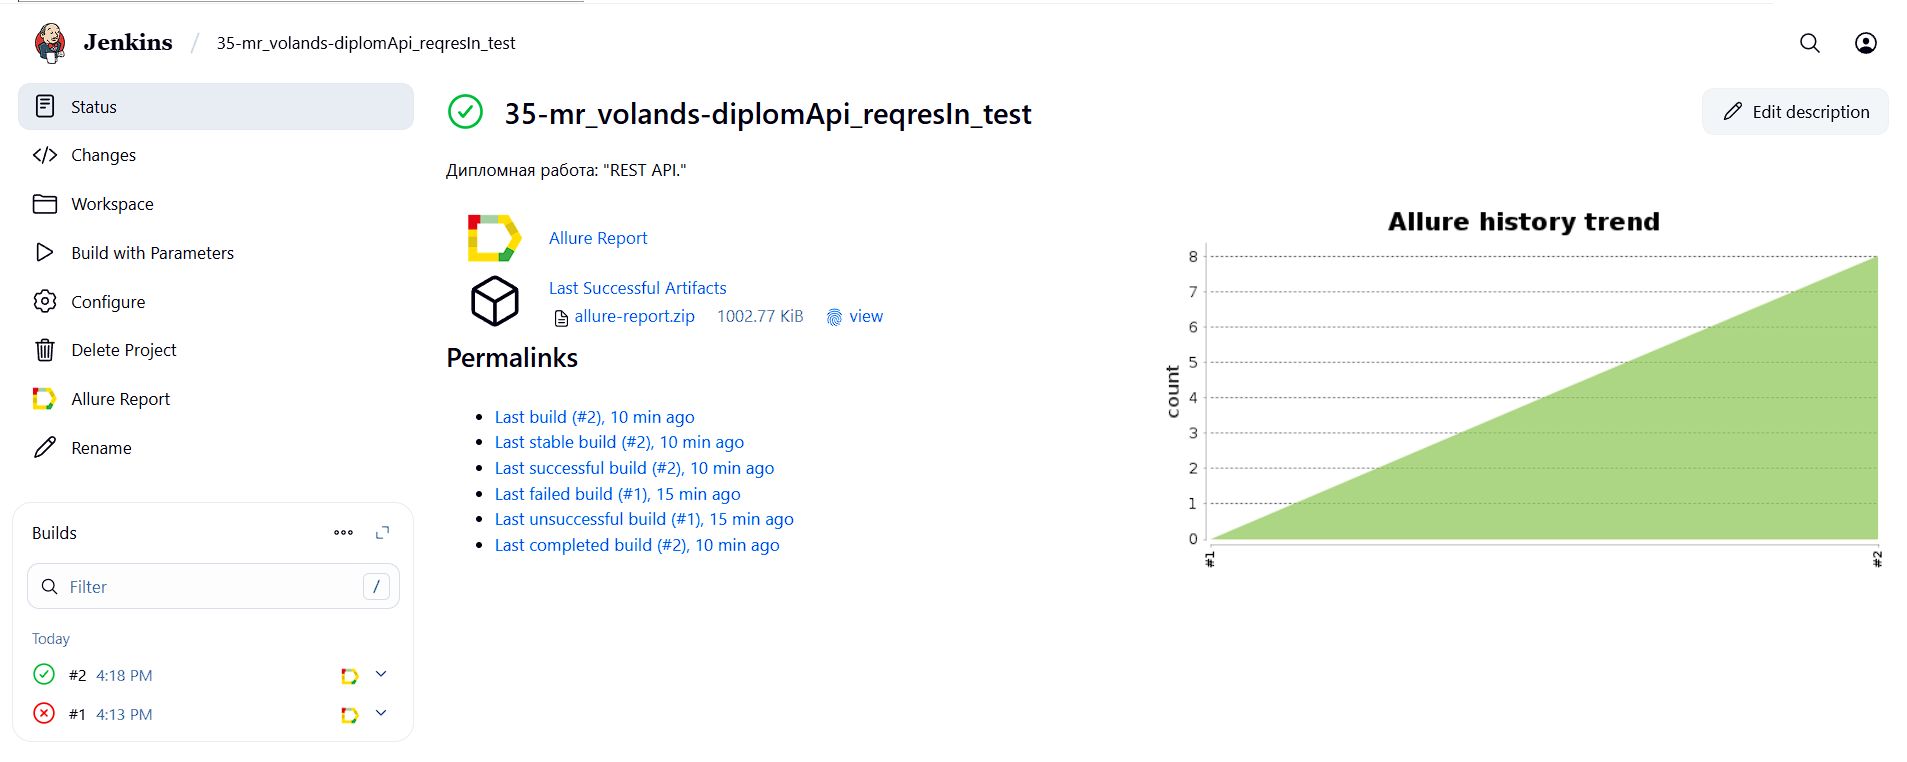 Jenkins / 35-mr_volands-diplomApi_reqresIn_test
Status
Changes
Workspace
Build with Parameters
Configure
Delete Project
Allure Report
Rename
Builds
Filter /
Today
#2 4:18 PM
#1 4:13 PM
35-mr_volands-diplomApi_reqresIn_test
Edit description
Дипломная работа: "REST API."
Allure Report
Last Successful Artifacts
allure-report.zip 1002.77 KiB view
Permalinks
Last build (#2), 10 min ago
Last stable build (#2), 10 min ago
Last successful build (#2), 10 min ago
Last failed build (#1), 15 min ago
Last unsuccessful build (#1), 15 min ago
Last completed build (#2), 10 min ago
Allure history trend
count
8
7
6
5
4
3
2
1
0
#1
#2